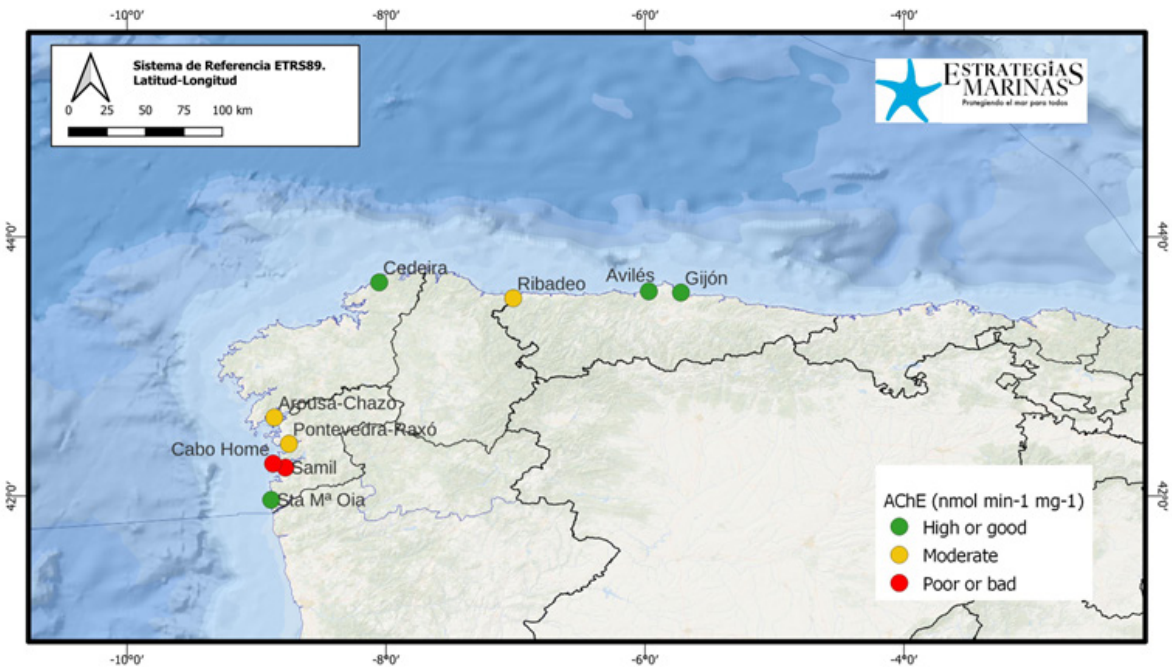 -10°0'
-8°0'
-6°0'
-4°0'
Sistema de Referencia ETRS89.
Latitud-Longitud
0 25 50 75 100 km
ESTRATEGIAS
MARINAS
Protegiendo el mar para todos
44°0'
44°0'
Cedeira
Ribadeo
Avilés
Gijón
Arousa-Chazo
Pontevedra-Raxó
Cabo Home
Samil
Sta Mª Oia
42°0'
42°0'
AChE (nmol min-1 mg-1)
High or good
Moderate
Poor or bad
-10°0'
-8°0'
-6°0'
-4°0'